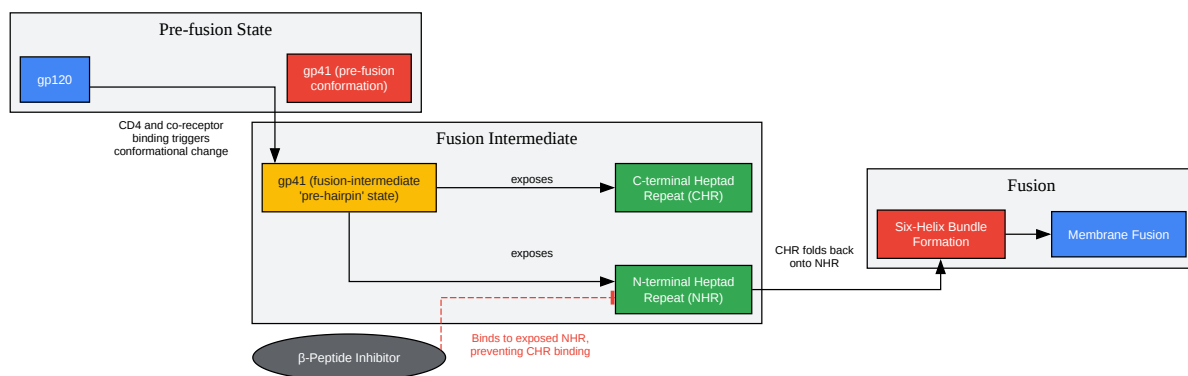 Pre-fusion State
gp120
gp41 (pre-fusion
conformation)
CD4 and co-receptor
binding triggers
conformational change
Fusion Intermediate
gp41 (fusion-intermediate
'pre-hairpin' state)
exposes
C-terminal Heptad
Repeat (CHR)
exposes
N-terminal Heptad
Repeat (NHR)
Binds to exposed NHR,
preventing CHR binding
β-Peptide Inhibitor
CHR folds back
onto NHR
Fusion
Six-Helix Bundle
Formation
Membrane Fusion